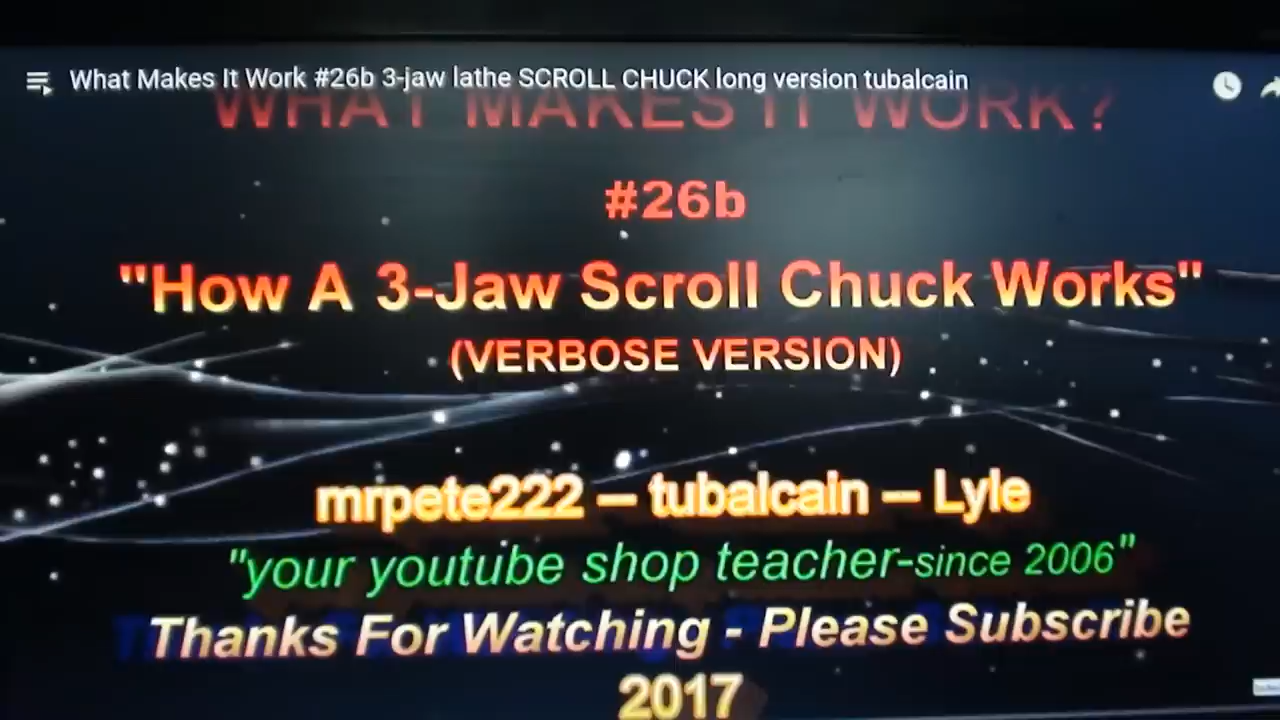 What Makes It Work #26b 3-jaw lathe SCROLL CHUCK long version tubalcain
WHAT MAKES IT WORK?
#26b
"How A 3-Jaw Scroll Chuck Works"
(VERBOSE VERSION)
mrpete222 -- tubalcain -- Lyle
"your youtube shop teacher-since 2006"
Thanks For Watching - Please Subscribe
2017